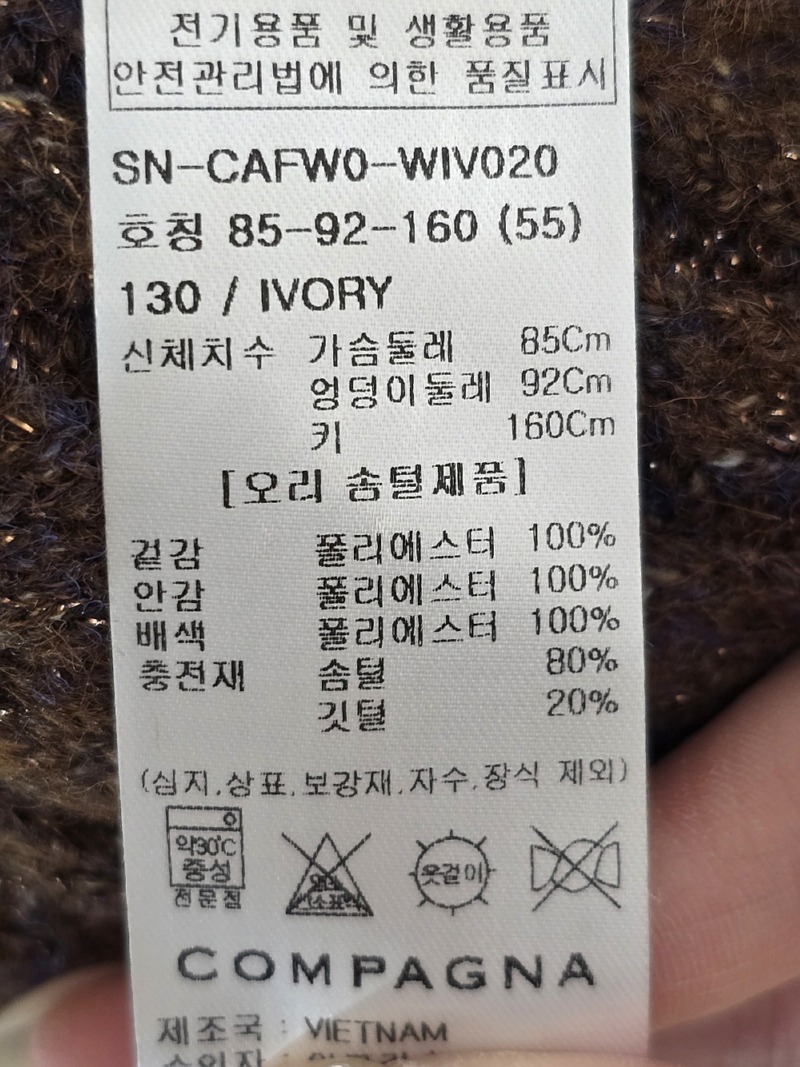 전기용품 및 생활용품
안전관리법에 의한 품질표시
SN-CAFW0-WIV020
호칭 85-92-160 (55)
130 / IVORY
신체치수 가슴둘레 85Cm
엉덩이둘레 92Cm
키 160Cm
[오리 솜털제품]
겉감 폴리에스터 100%
안감 폴리에스터 100%
배색 폴리에스터 100%
충전재 솜털 80%
깃털 20%
(심지,상표,보강재,자수,장식 제외)
약30℃
중성
옷걸이
COMPAGNA
제조국 : VIETNAM
수입자 :